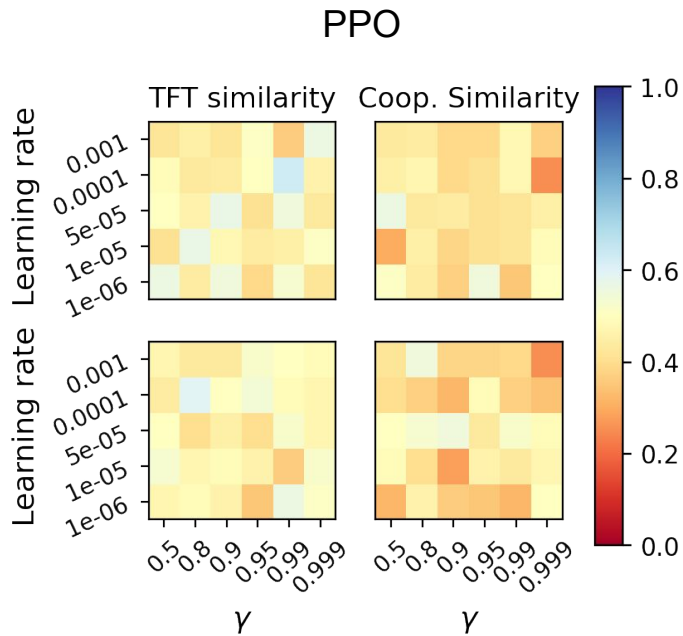 PPO
TFT similarity
Coop. Similarity
Learning rate
0.001
0.0001
5e-05
1e-05
1e-06
Learning rate
0.001
0.0001
5e-05
1e-05
1e-06
0.5 0.8 0.9 0.95 0.99 0.999
γ
0.5 0.8 0.9 0.95 0.99 0.999
γ
1.0
0.8
0.6
0.4
0.2
0.0